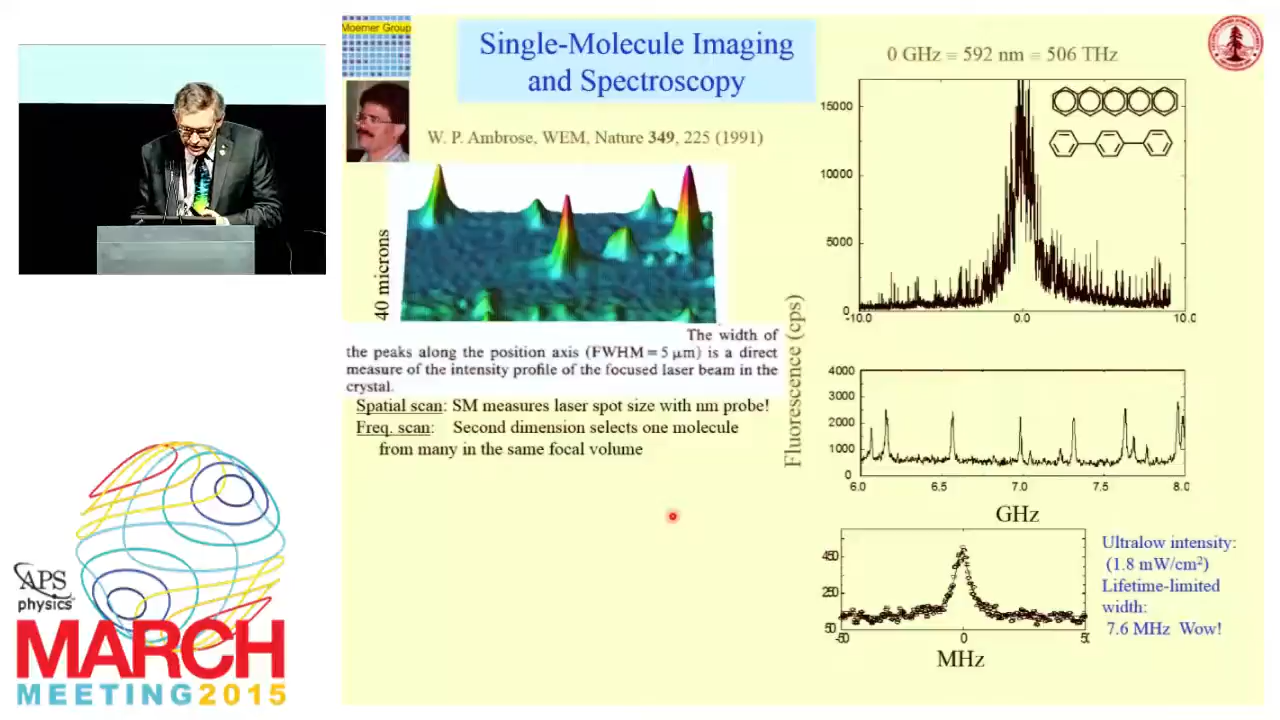 Moerner Group
Single-Molecule Imaging
and Spectroscopy
W. P. Ambrose, WEM, Nature 349, 225 (1991)
40 microns
The width of
the peaks along the position axis (FWHM = 5 μm) is a direct
measure of the intensity profile of the focused laser beam in the
crystal.
Spatial scan: SM measures laser spot size with nm probe!
Freq. scan: Second dimension selects one molecule
from many in the same focal volume
0 GHz = 592 nm = 506 THz
Fluorescence (cps)
15000
10000
5000
0
-10.0 0.0 10.0
4000
3000
2000
1000
0
6.0 6.5 7.0 7.5 8.0
GHz
450
250
50
-50 0
MHz
Ultralow intensity:
(1.8 mW/cm²)
Lifetime-limited
width:
7.6 MHz Wow!
APS
physics
MARCH
MEETING 2015